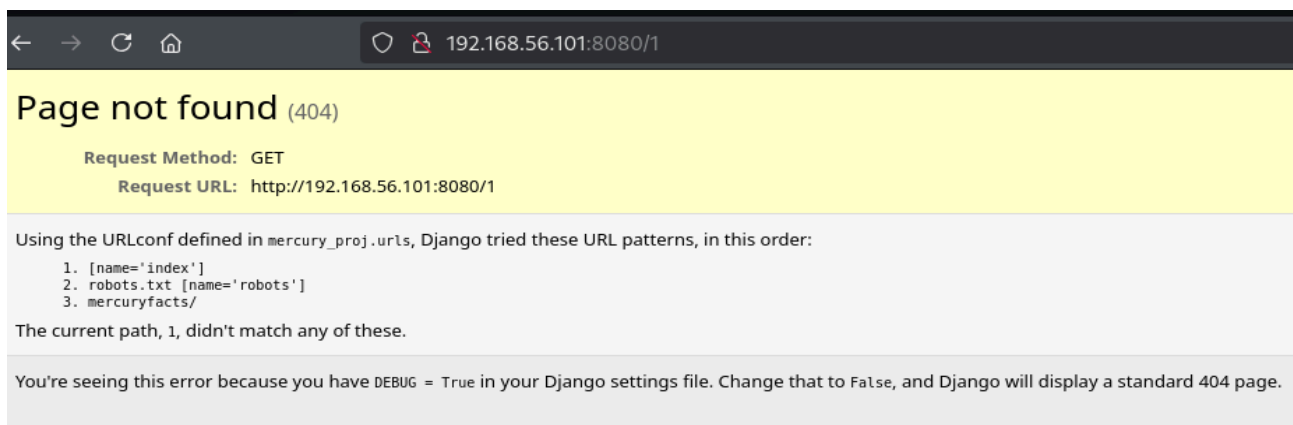 192.168.56.101:8080/1
Page not found (404)
Request Method: GET
Request URL: http://192.168.56.101:8080/1
Using the URLconf defined in mercury_proj.urls, Django tried these URL patterns, in this order:
1. [name='index']
2. robots.txt [name='robots']
3. mercuryfacts/
The current path, 1, didn't match any of these.
You're seeing this error because you have DEBUG = True in your Django settings file. Change that to False, and Django will display a standard 404 page.